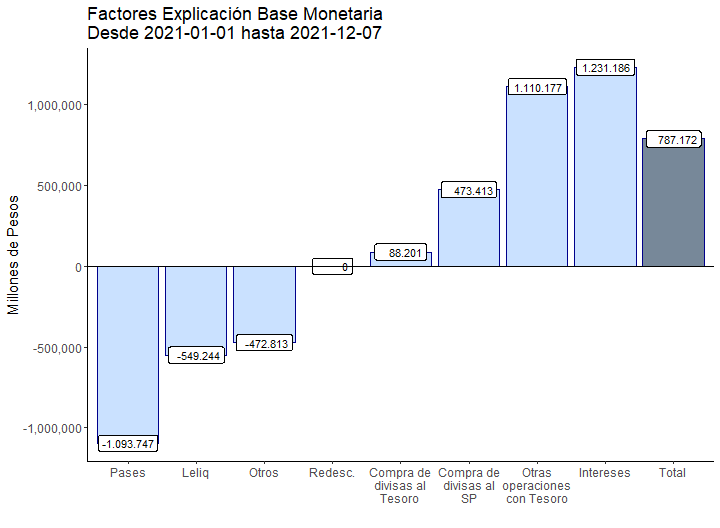 Factores Explicación Base Monetaria
Desde 2021-01-01 hasta 2021-12-07
Millones de Pesos
1,000,000
500,000
0
-500,000
-1,000,000
-1.093.747
-549.244
-472.813
0
88.201
473.413
1.110.177
1.231.186
787.172
Pases
Leliq
Otros
Redesc.
Compra de
divisas al
Tesoro
Compra de
divisas al
SP
Otras
operaciones
con Tesoro
Intereses
Total